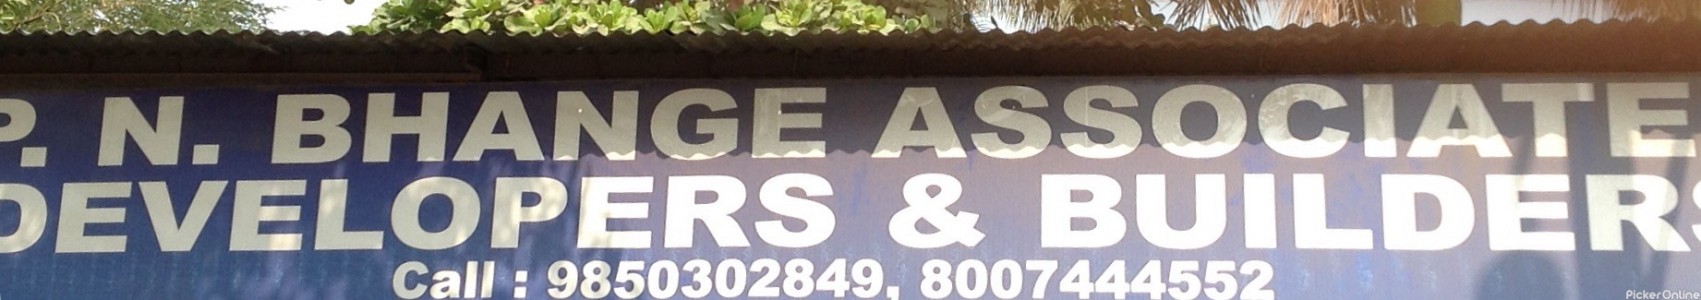 P. N. BHANGE ASSOCIATE
DEVELOPERS & BUILDERS
Call : 9850302849, 8007444552
PickerOnline